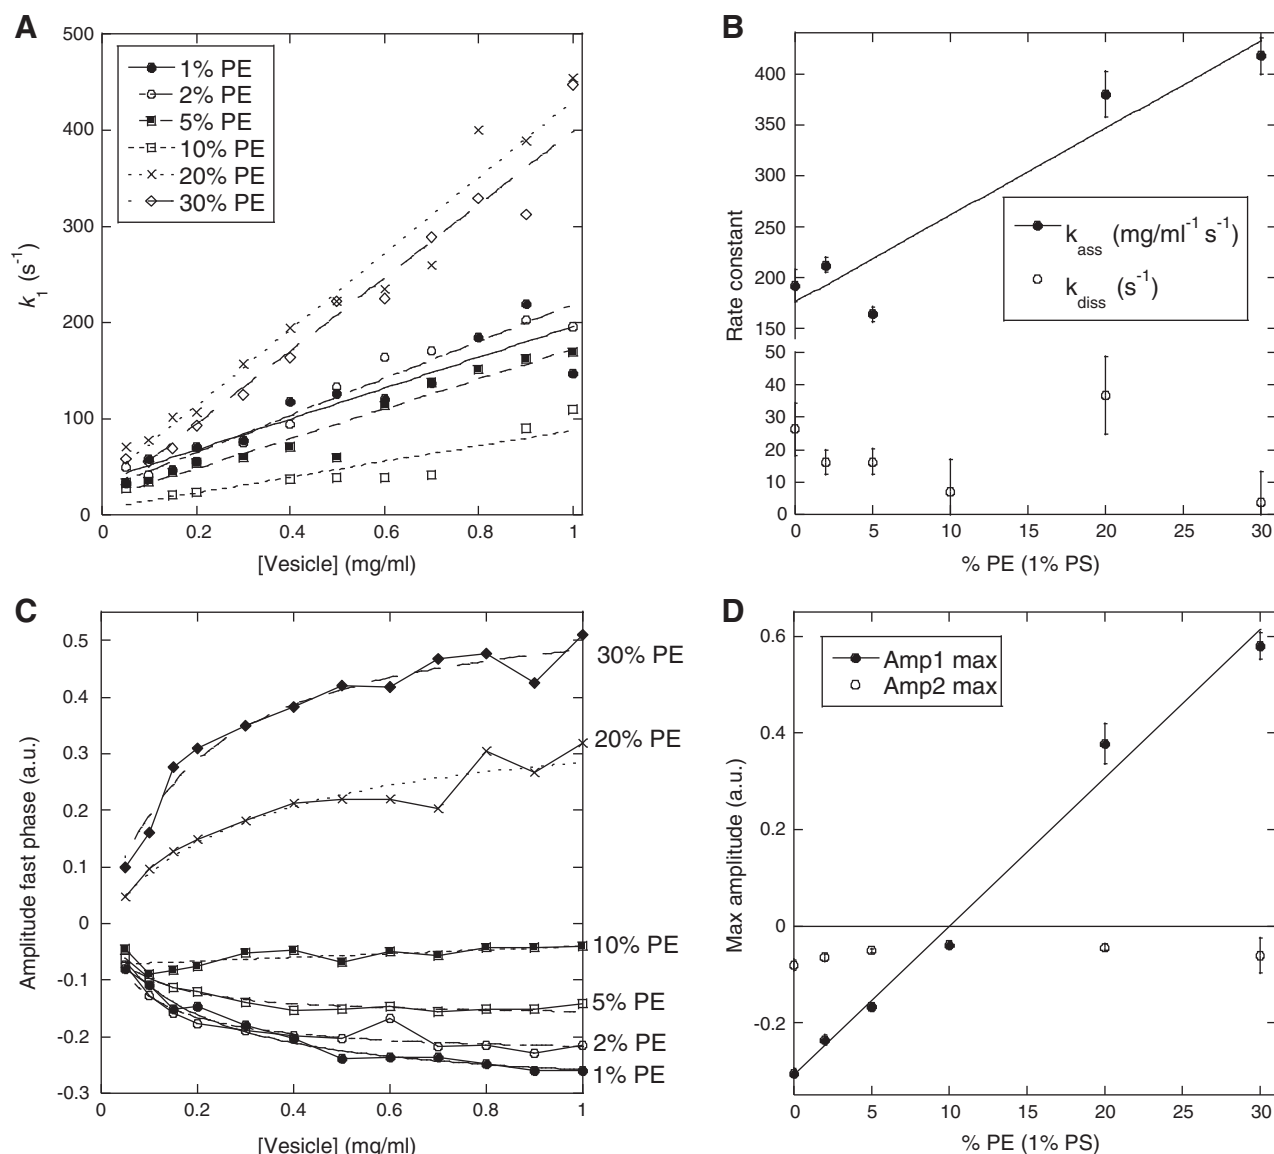 A
500
400
300
200
100
0
0
0.2
0.4
0.6
0.8
1
k1 (s-1)
[Vesicle] (mg/ml)
1% PE
2% PE
5% PE
10% PE
20% PE
30% PE
B
400
350
300
250
200
150
50
40
30
20
10
0
0
5
10
15
20
25
30
Rate constant
% PE (1% PS)
kass (mg/ml-1 s-1)
kdiss (s-1)
C
0.5
0.4
0.3
0.2
0.1
0
-0.1
-0.2
-0.3
0
0.2
0.4
0.6
0.8
1
Amplitude fast phase (a.u.)
[Vesicle] (mg/ml)
30% PE
20% PE
10% PE
5% PE
2% PE
1% PE
D
0.6
0.4
0.2
0
-0.2
0
5
10
15
20
25
30
Max amplitude (a.u.)
% PE (1% PS)
Amp1 max
Amp2 max